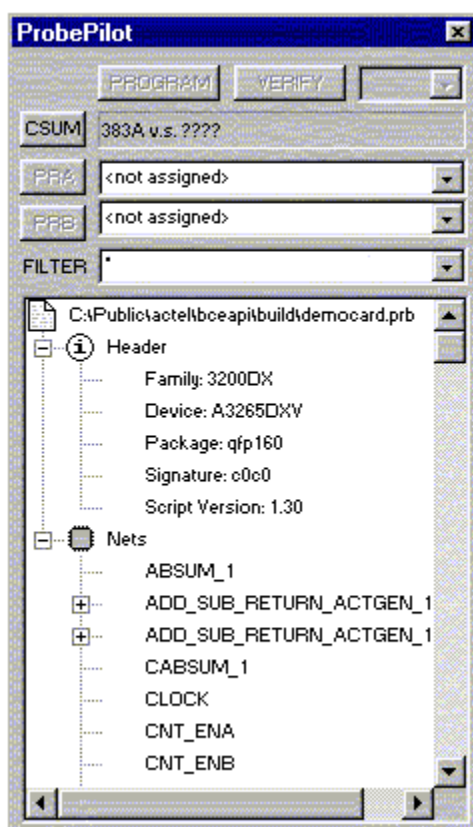 ProbePilot
PROGRAM VERIFY
CSUM 383A v.s. ????
PRA <not assigned>
PRB <not assigned>
FILTER *
C:\Public\actel\bceapi\build\democard.prb
Header
Family: 3200DX
Device: A3265DXV
Package: qfp160
Signature: c0c0
Script Version: 1.30
Nets
ABSUM_1
ADD_SUB_RETURN_ACTGEN_1
ADD_SUB_RETURN_ACTGEN_1
CABSUM_1
CLOCK
CNT_ENA
CNT_ENB